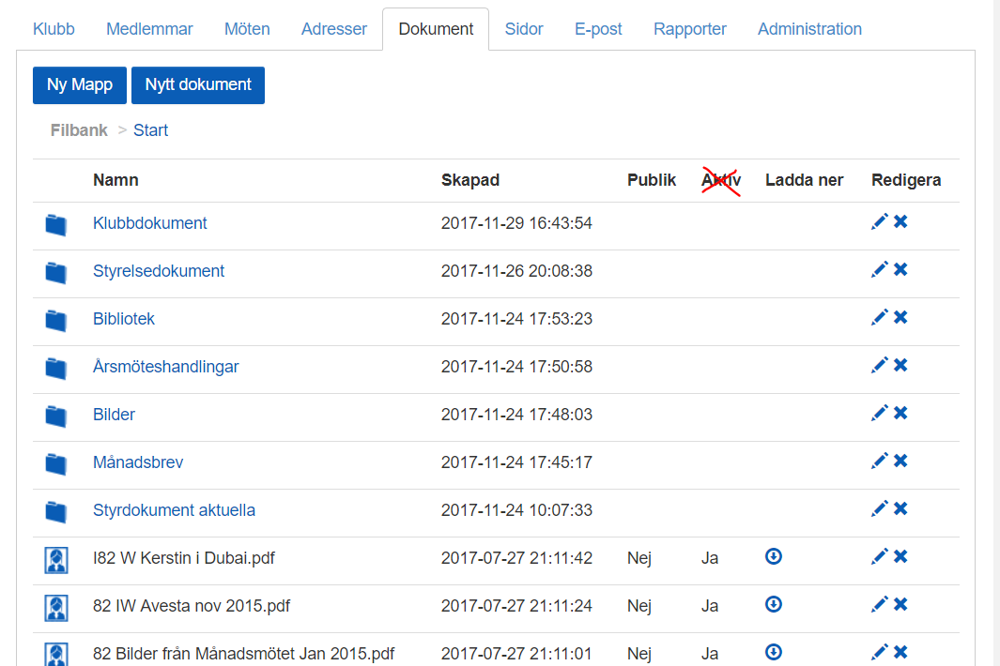 Klubb Medlemmar Möten Adresser Dokument Sidor E-post Rapporter Administration
Ny Mapp Nytt dokument
Filbank > Start
Namn Skapad Publik Aktiv Ladda ner Redigera
Klubbdokument 2017-11-29 16:43:54
Styrelsedokument 2017-11-26 20:08:38
Bibliotek 2017-11-24 17:53:23
Årsmöteshandlingar 2017-11-24 17:50:58
Bilder 2017-11-24 17:48:03
Månadsbrev 2017-11-24 17:45:17
Styrdokument aktuella 2017-11-24 10:07:33
I82 W Kerstin i Dubai.pdf 2017-07-27 21:11:42 Nej Ja
82 IW Avesta nov 2015.pdf 2017-07-27 21:11:24 Nej Ja
82 Bilder från Månadsmötet Jan 2015.pdf 2017-07-27 21:11:01 Nej Ja